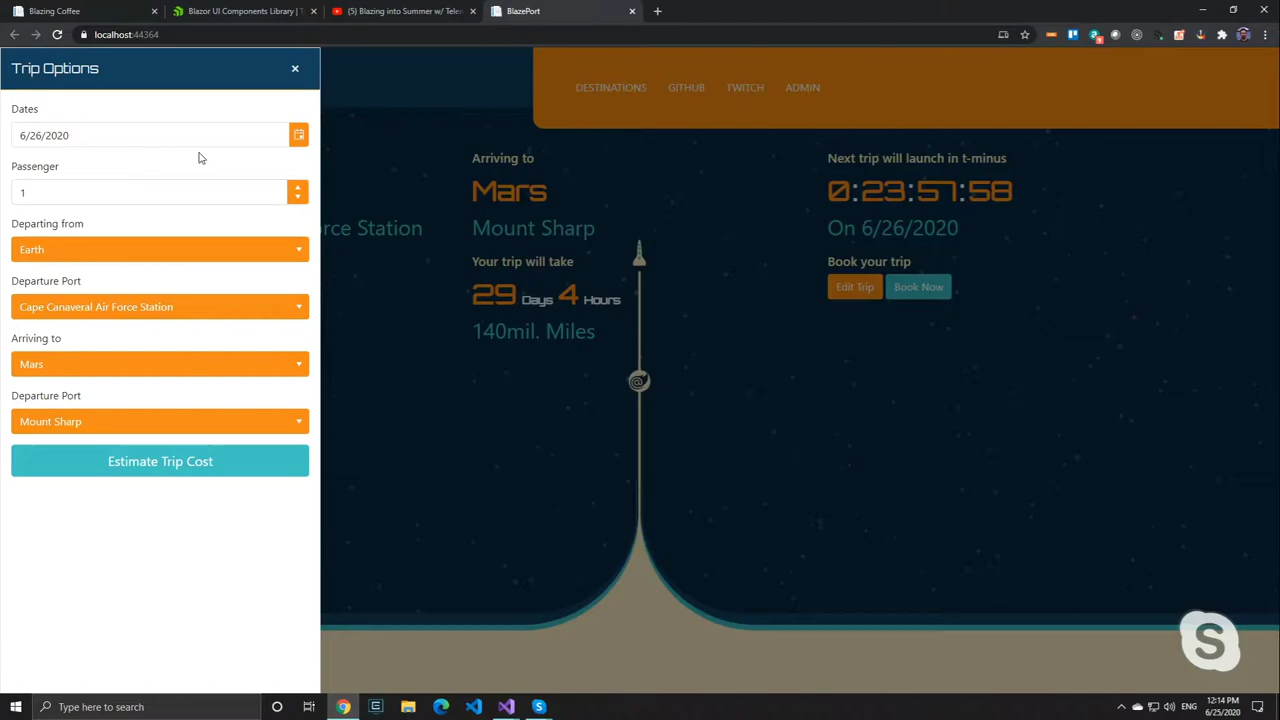 Blazing Coffee
Blazor UI Components Library | T
(5) Blazing into Summer w/ Teler
BlazePort
localhost:44364
Trip Options
Dates
6/26/2020
Passenger
1
Departing from
Earth
Departure Port
Cape Canaveral Air Force Station
Arriving to
Mars
Departure Port
Mount Sharp
Estimate Trip Cost
DESTINATIONS
GITHUB
TWITCH
ADMIN
rce Station
Arriving to
Mars
Mount Sharp
Your trip will take
29 Days 4 Hours
140mil. Miles
Next trip will launch in t-minus
0:23:57:58
On 6/26/2020
Book your trip
Edit Trip
Book Now
S
Type here to search
ENG
12:14 PM
6/25/2020